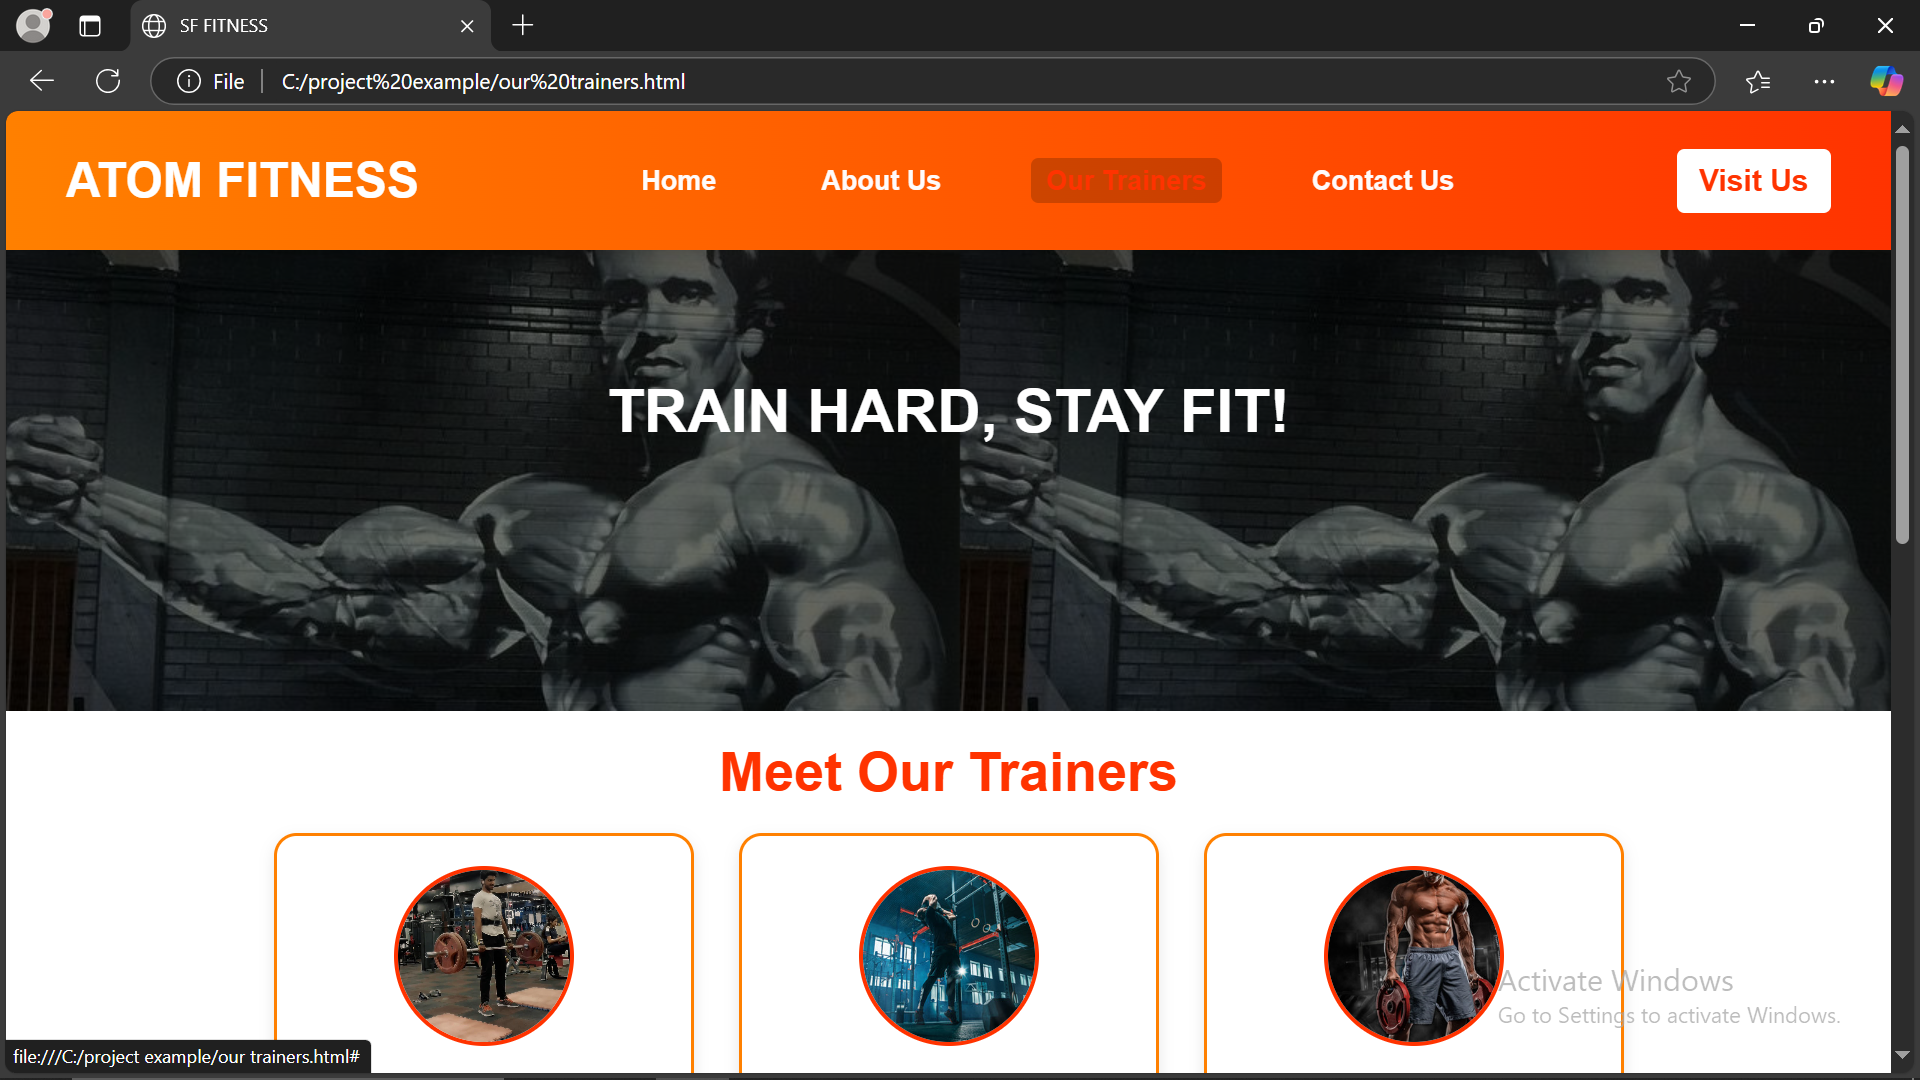 SF FITNESS
File
C:/project%20example/our%20trainers.html
ATOM FITNESS
Home
About Us
Our Trainers
Contact Us
Visit Us
TRAIN HARD, STAY FIT!
Meet Our Trainers
Activate Windows
Go to Settings to activate Windows.
file:///C:/project example/our trainers.html#